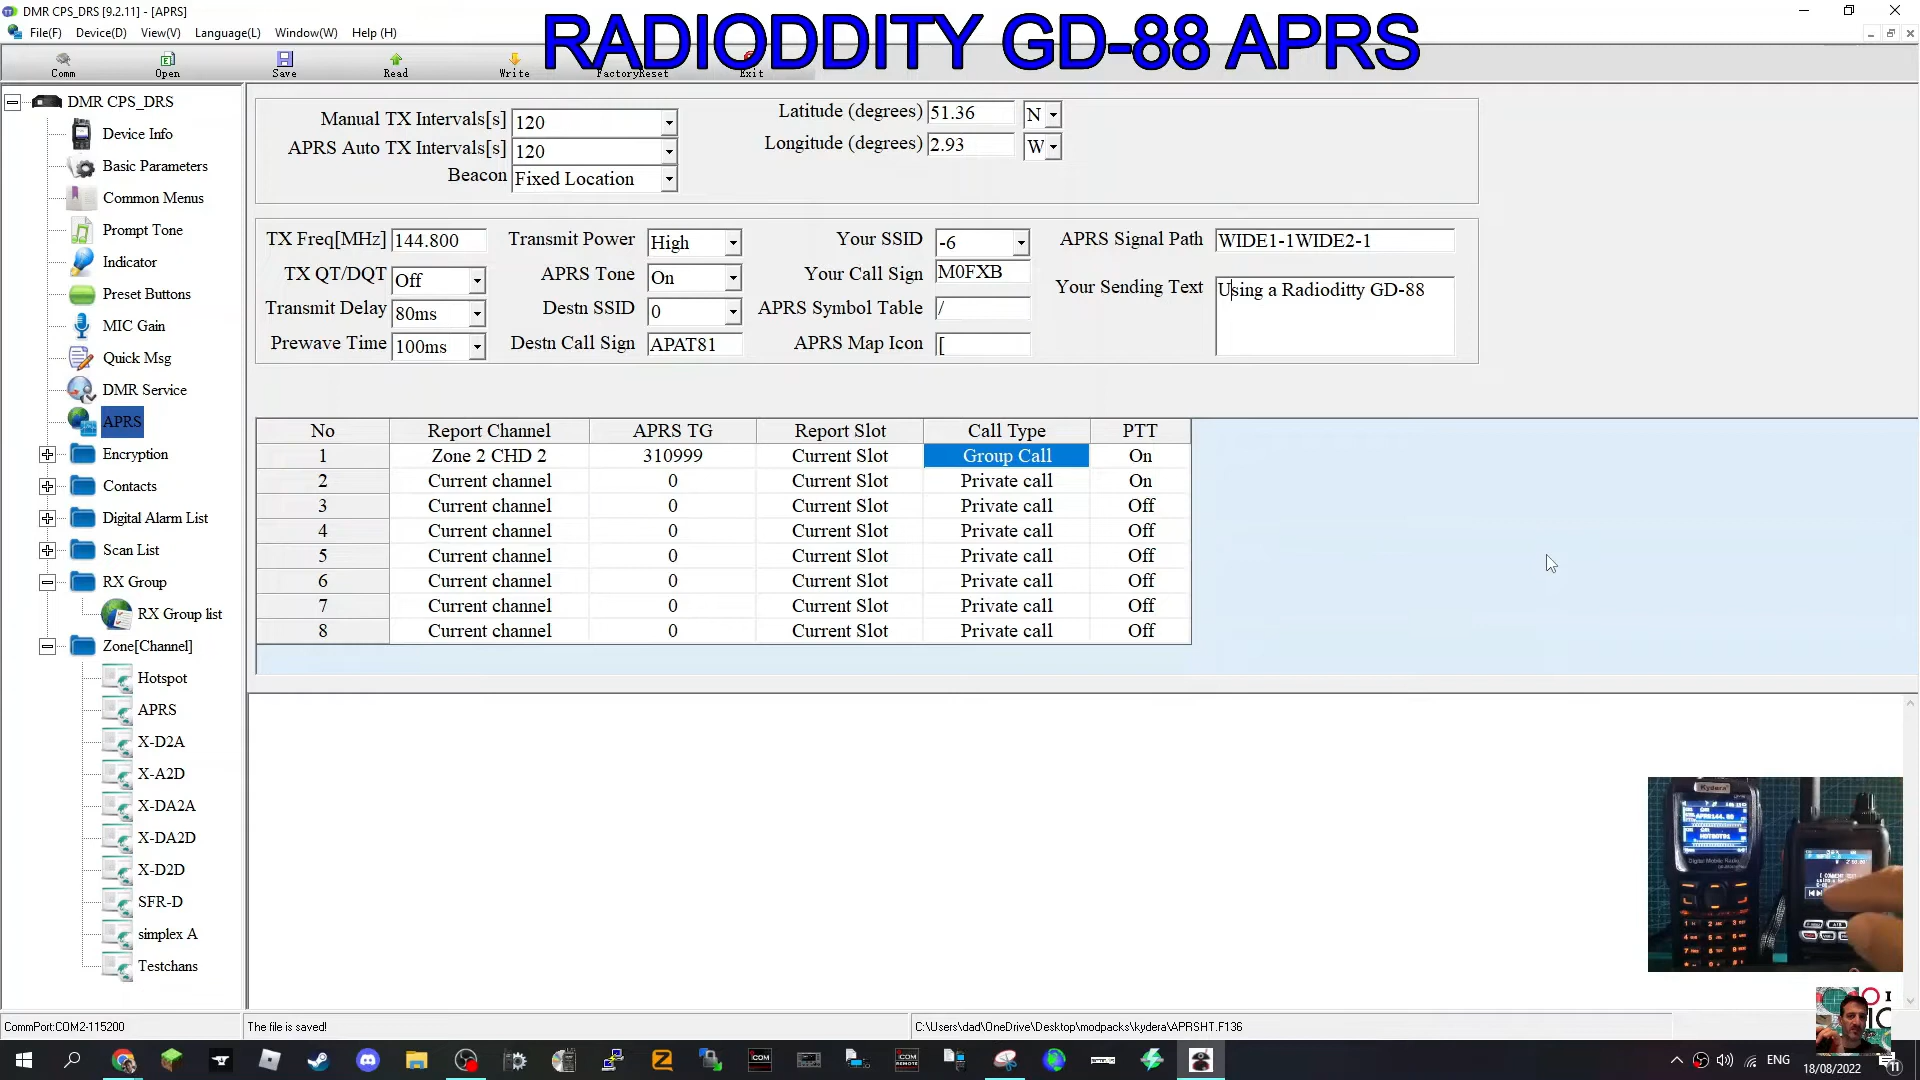 DMR CPS_DRS [9.2.11] - [APRS]
RADIODDITY GD-88 APRS
File(F) Device(D) View(V) Language(L) Window(W) Help (H)
Comm Open Save Read Write FactoryReset Exit
DMR CPS_DRS
Device Info
Basic Parameters
Common Menus
Prompt Tone
Indicator
Preset Buttons
MIC Gain
Quick Msg
DMR Service
APRS
Encryption
Contacts
Digital Alarm List
Scan List
RX Group
RX Group list
Zone[Channel]
Hotspot
APRS
X-D2A
X-A2D
X-DA2A
X-DA2D
X-D2D
SFR-D
simplex A
Testchans
Manual TX Intervals[s] 120
APRS Auto TX Intervals[s] 120
Beacon Fixed Location
Latitude (degrees) 51.36 N
Longitude (degrees) 2.93 W
TX Freq[MHz] 144.800 Transmit Power High Your SSID -6 APRS Signal Path WIDE1-1WIDE2-1
TX QT/DQT Off APRS Tone On Your Call Sign M0FXB Your Sending Text Using a Radioditty GD-88
Transmit Delay 80ms Destn SSID 0 APRS Symbol Table /
Prewave Time 100ms Destn Call Sign APAT81 APRS Map Icon [
No Report Channel APRS TG Report Slot Call Type PTT
1 Zone 2 CHD 2 310999 Current Slot Group Call On
2 Current channel 0 Current Slot Private call On
3 Current channel 0 Current Slot Private call Off
4 Current channel 0 Current Slot Private call Off
5 Current channel 0 Current Slot Private call Off
6 Current channel 0 Current Slot Private call Off
7 Current channel 0 Current Slot Private call Off
8 Current channel 0 Current Slot Private call Off
Kydera
Digital Mobile Radio
CommPort:COM2-115200
The file is saved!
C:\Users\dad\OneDrive\Desktop\modpacks\kydera\APRSHT.F136
ENG
18/08/2022